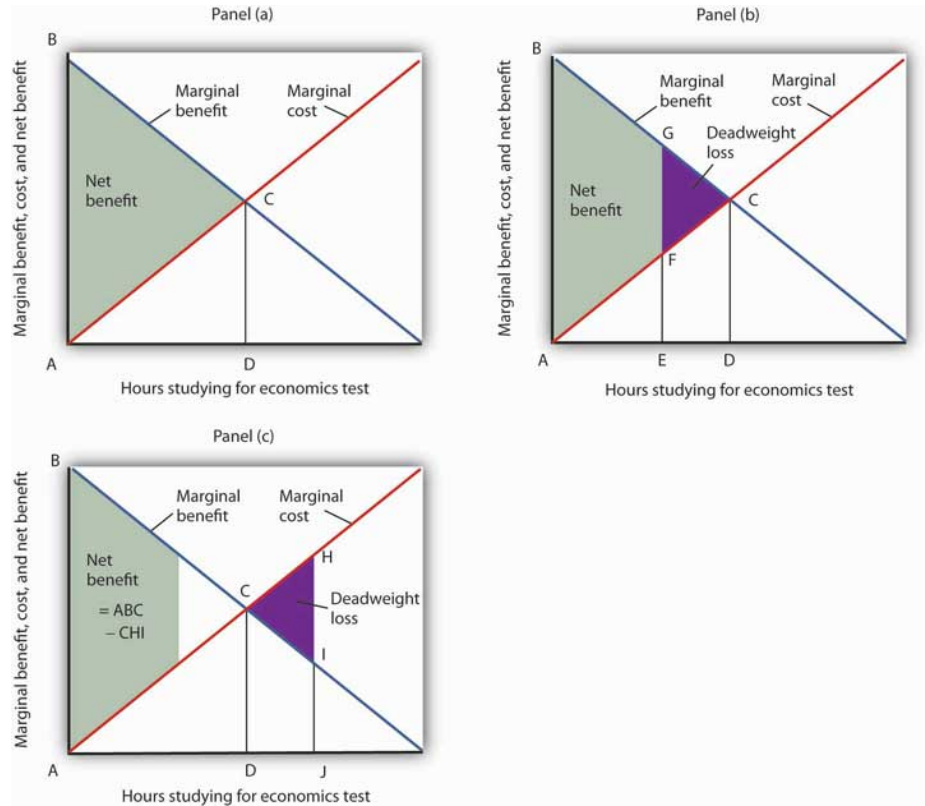 Panel (a)
B
Marginal benefit, cost, and net benefit
Marginal
benefit
Marginal
cost
Net
benefit
C
A
D
Hours studying for economics test
Panel (b)
B
Marginal benefit, cost, and net benefit
Marginal
benefit
Marginal
cost
G
Deadweight
loss
Net
benefit
C
F
A
E
D
Hours studying for economics test
Panel (c)
B
Marginal benefit, cost, and net benefit
Marginal
benefit
Marginal
cost
Net
benefit
= ABC
– CHI
H
C
Deadweight
loss
I
A
D
J
Hours studying for economics test